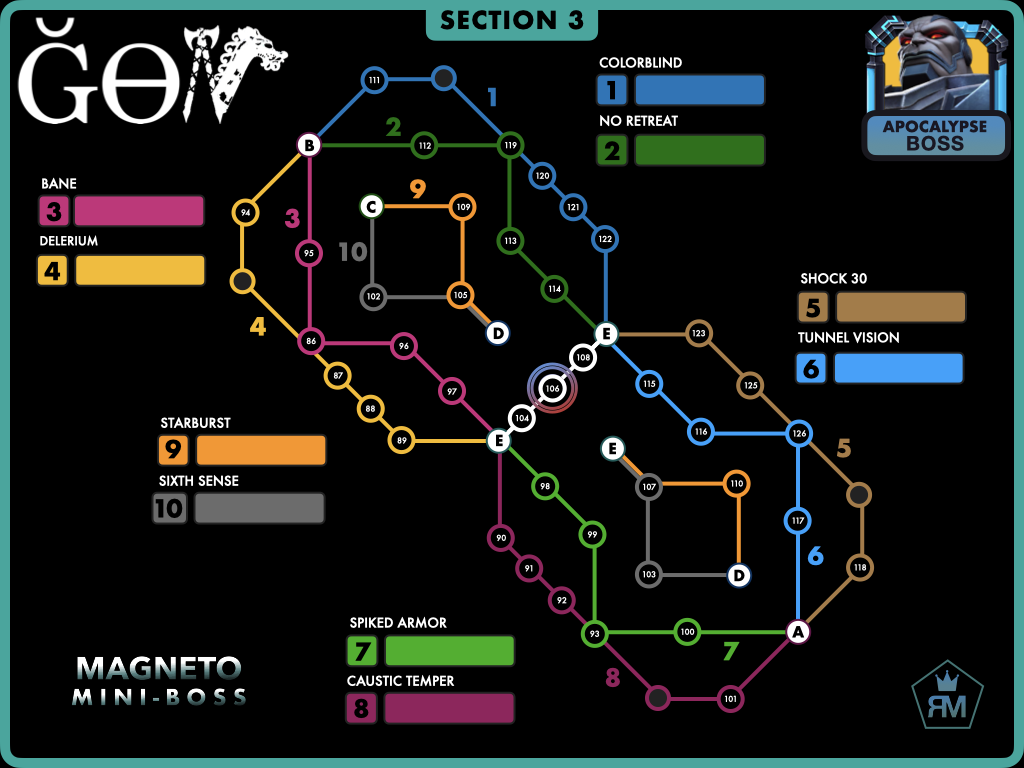 SECTION 3
ĞOW
APOCALYPSE
BOSS
COLORBLIND
1
NO RETREAT
2
BANE
3
DELERIUM
4
SHOCK 30
5
TUNNEL VISION
6
STARBURST
9
SIXTH SENSE
10
SPIKED ARMOR
7
CAUSTIC TEMPER
8
MAGNETO
MINI-BOSS
RM
111
1
2
B
112
119
120
94
3
95
C
9
109
121
122
10
113
102
105
114
4
86
96
D
E
123
108
87
97
106
115
125
88
104
89
E
116
126
5
E
98
107
110
99
117
90
6
91
103
D
118
92
93
100
7
A
8
101